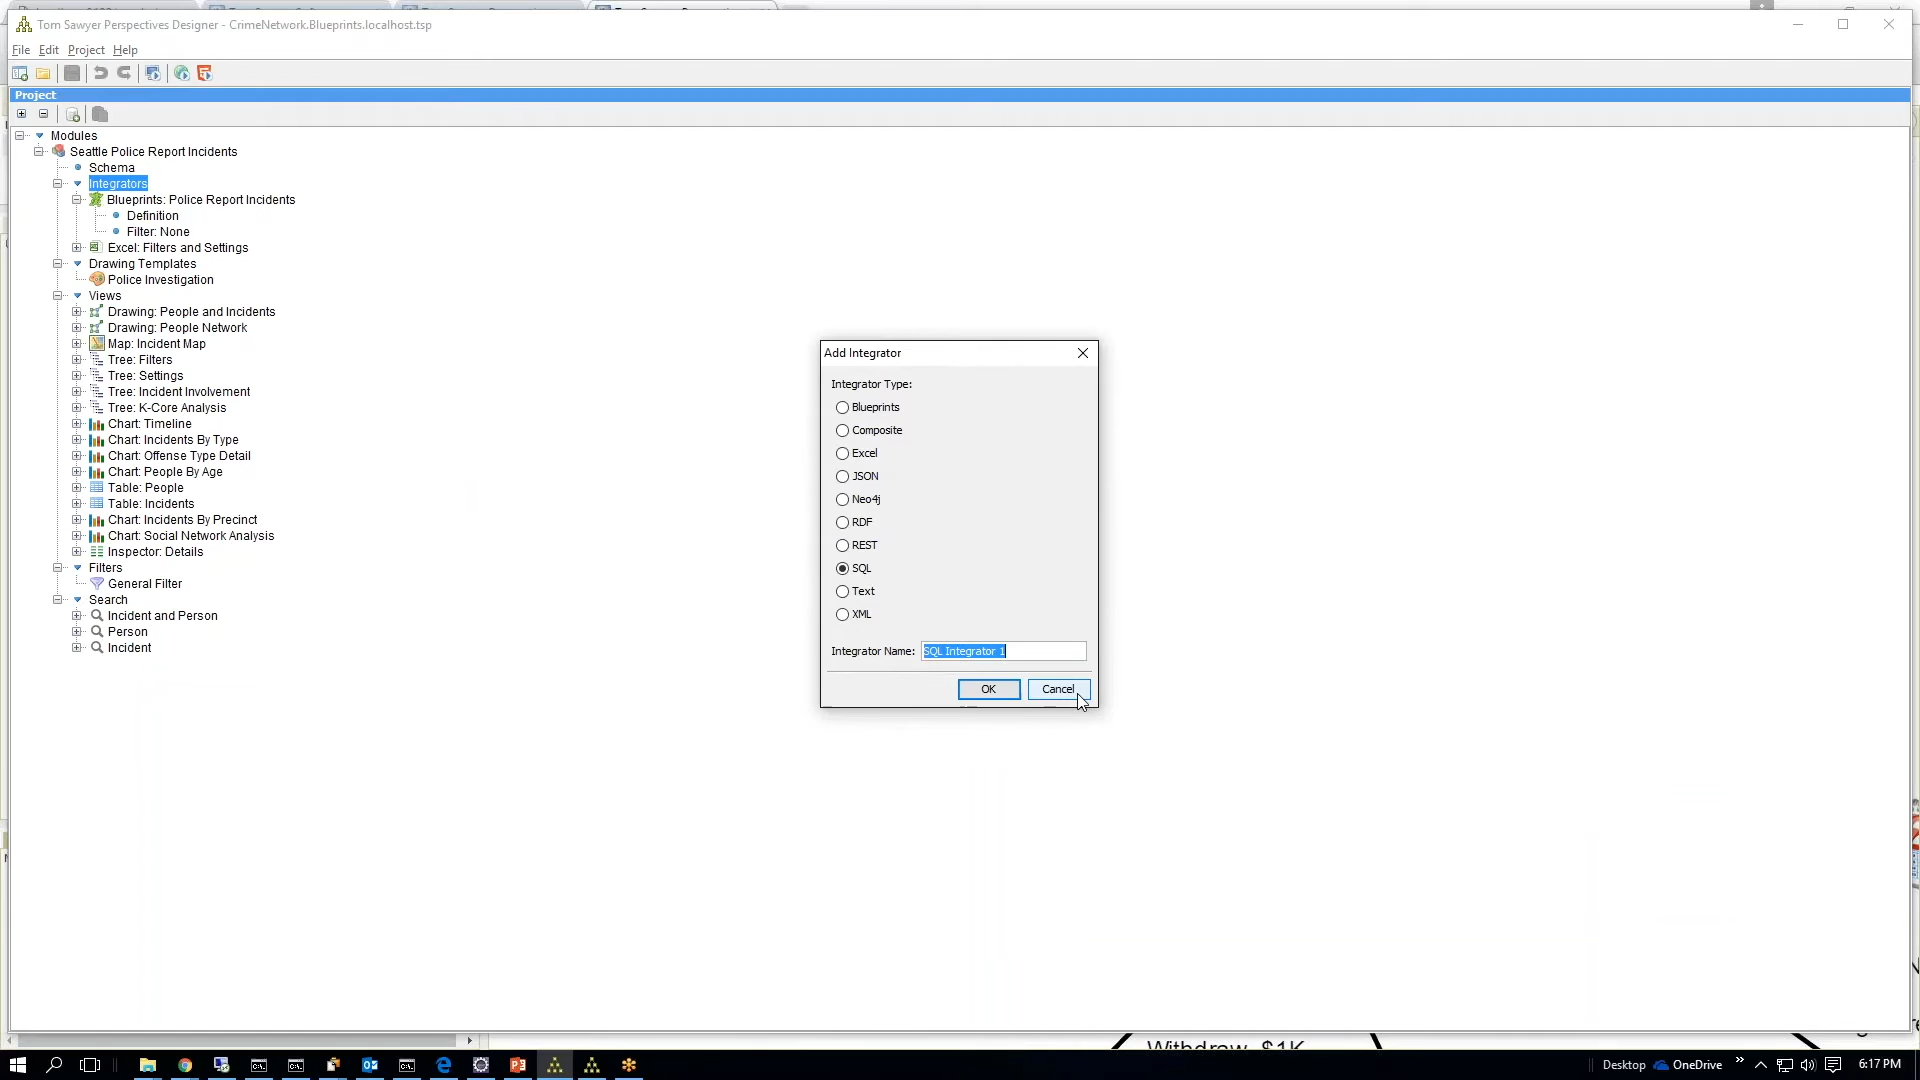 Tom Sawyer Perspectives Designer - CrimeNetwork.Blueprints.localhost.tsp
File Edit Project Help
Project
Modules
Seattle Police Report Incidents
Schema
Integrators
Blueprints: Police Report Incidents
Definition
Filter: None
Excel: Filters and Settings
Drawing Templates
Police Investigation
Views
Drawing: People and Incidents
Drawing: People Network
Map: Incident Map
Tree: Filters
Tree: Settings
Tree: Incident Involvement
Tree: K-Core Analysis
Chart: Timeline
Chart: Incidents By Type
Chart: Offense Type Detail
Chart: People By Age
Table: People
Table: Incidents
Chart: Incidents By Precinct
Chart: Social Network Analysis
Inspector: Details
Filters
General Filter
Search
Incident and Person
Person
Incident
Add Integrator
Integrator Type:
Blueprints
Composite
Excel
JSON
Neo4j
RDF
REST
SQL
Text
XML
Integrator Name: SQL Integrator 1
OK Cancel
Withdraw $1K
Desktop OneDrive 6:17 PM